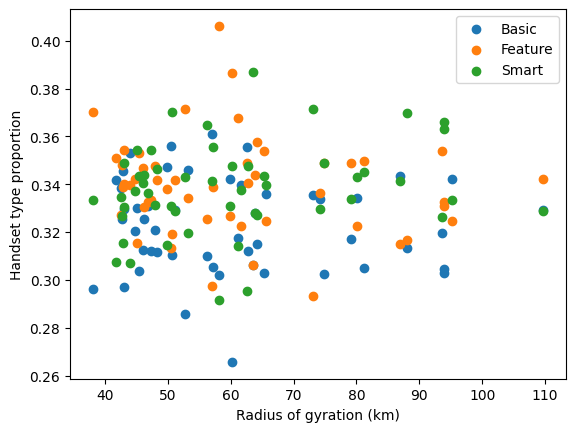 Basic
Feature
Smart
Handset type proportion
0.40
0.38
0.36
0.34
0.32
0.30
0.28
0.26
40 50 60 70 80 90 100 110
Radius of gyration (km)